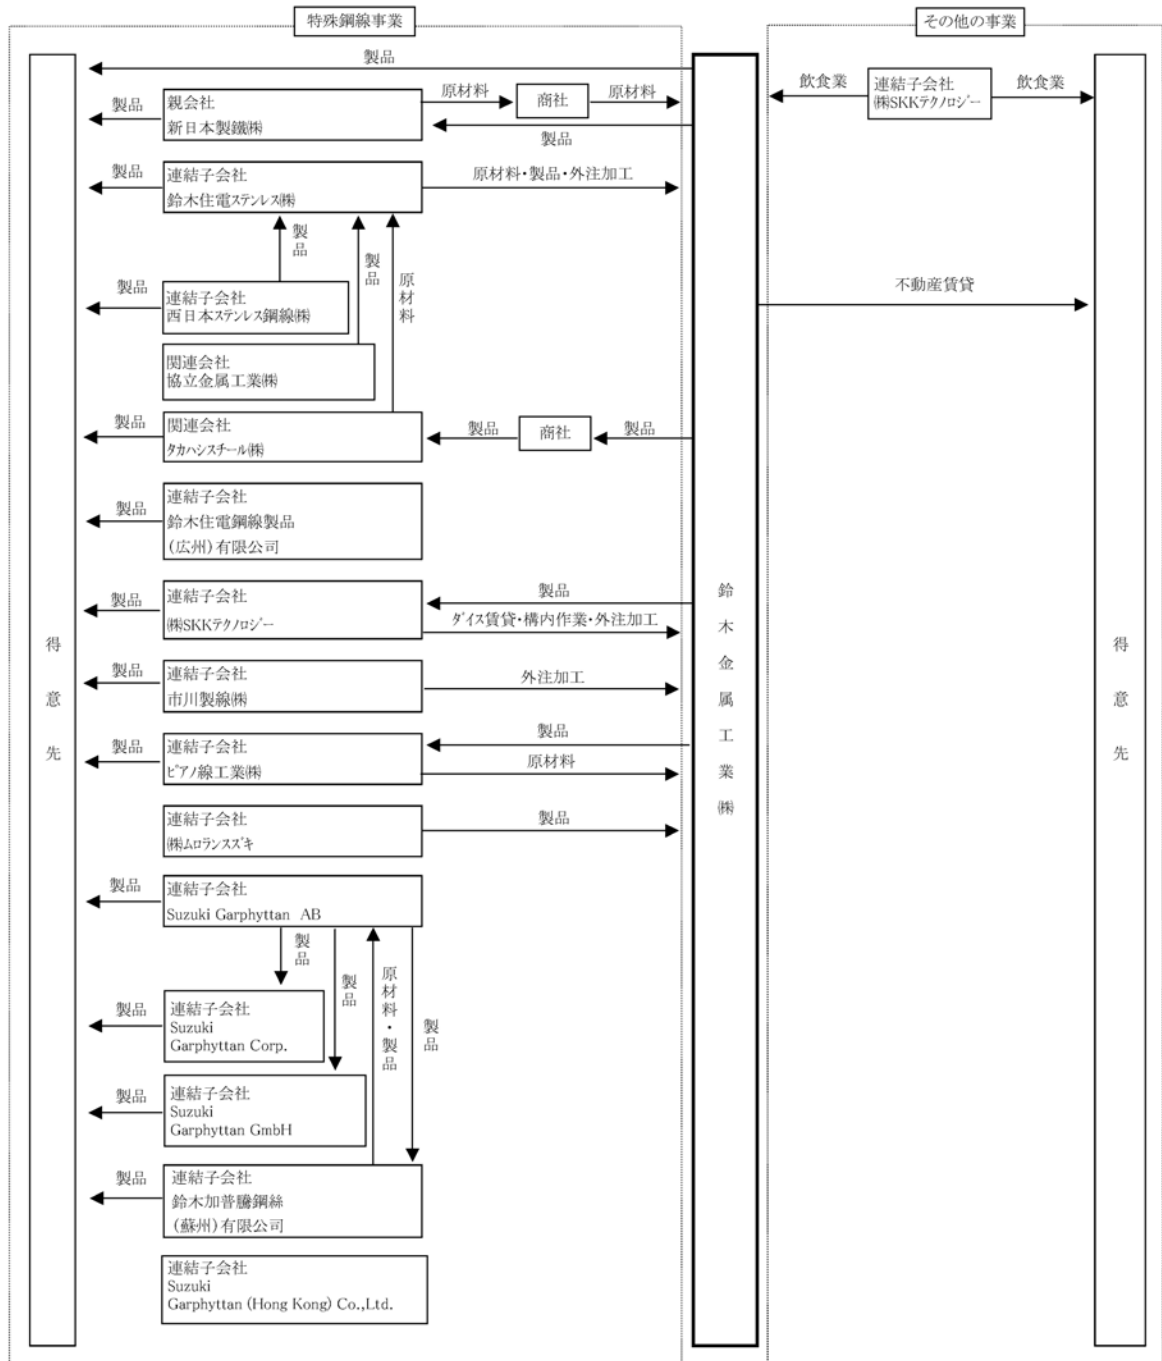 特殊鋼線事業
その他の事業
製品
製品
親会社
新日本製鐵㈱
原材料
商社
原材料
製品
飲食業
連結子会社
㈱SKKテクノロジー
飲食業
製品
連結子会社
鈴木住電ステンレス㈱
原材料・製品・外注加工
製品
製品
原材料
製品
連結子会社
西日本ステンレス鋼線㈱
不動産賃貸
関連会社
協立金属工業㈱
製品
関連会社
タカハシスチール㈱
製品
商社
製品
製品
連結子会社
鈴木住電鋼線製品
(広州)有限公司
製品
連結子会社
㈱SKKテクノロジー
製品
ダイス賃貸・構内作業・外注加工
製品
連結子会社
市川製線㈱
外注加工
製品
連結子会社
ピアノ線工業㈱
製品
原材料
連結子会社
㈱ムロランスズキ
製品
得意先
鈴木金属工業㈱
得意先
製品
連結子会社
Suzuki Garphyttan AB
製品
製品
原材料・製品
製品
製品
連結子会社
Suzuki
Garphyttan Corp.
製品
連結子会社
Suzuki
Garphyttan GmbH
製品
連結子会社
鈴木加普騰鋼絲
(蘇州)有限公司
連結子会社
Suzuki
Garphyttan (Hong Kong) Co.,Ltd.